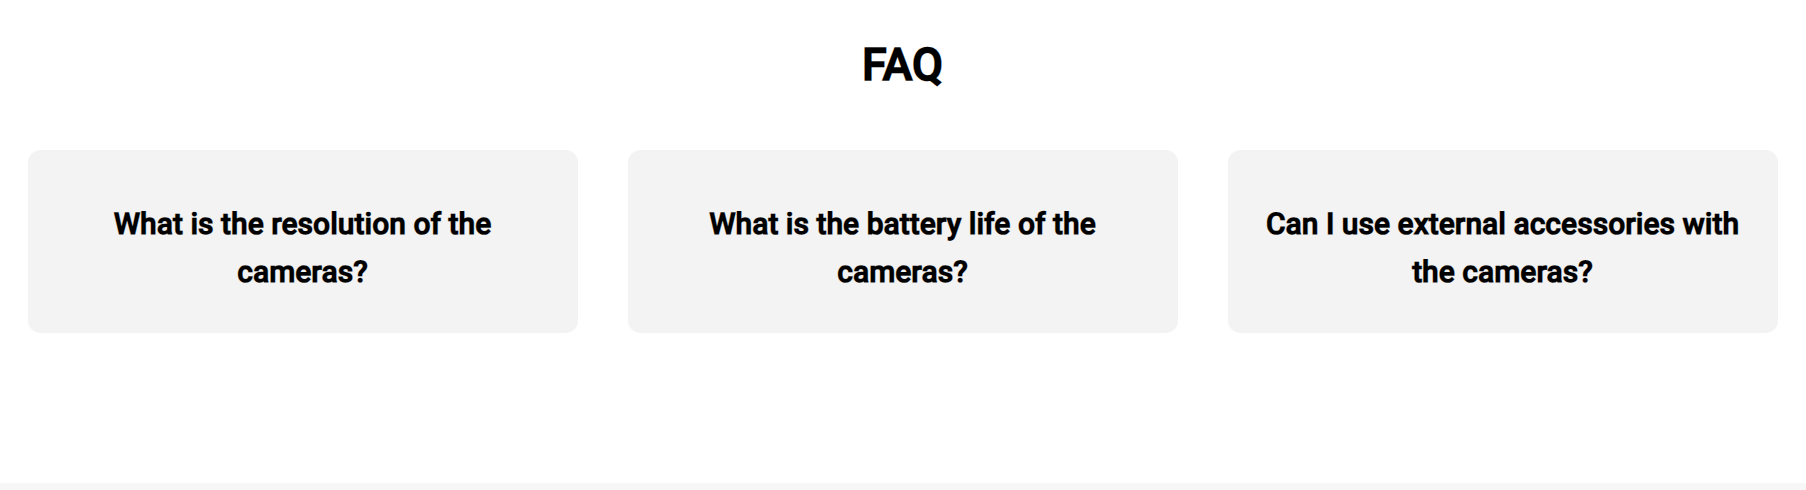 FAQ
What is the resolution of the
cameras?
What is the battery life of the
cameras?
Can I use external accessories with
the cameras?